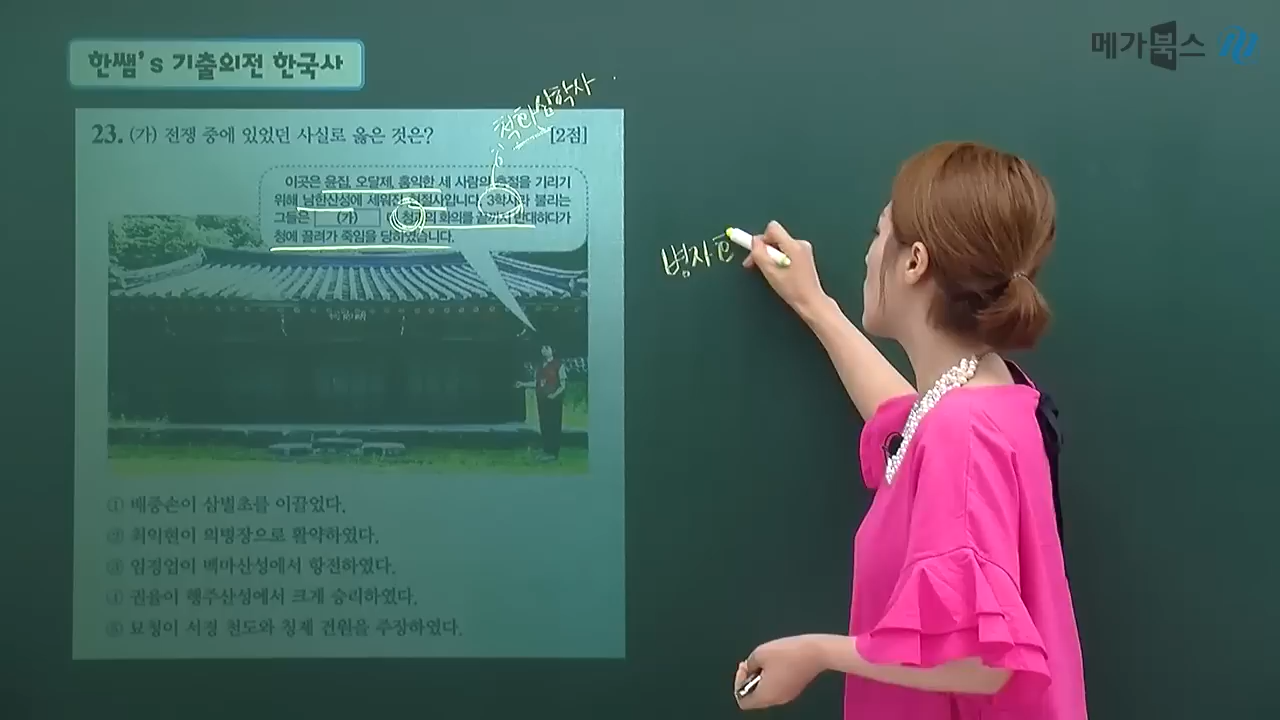 한쌤's 기출외전 한국사
메가북스
척화삼학사
23. (가) 전쟁 중에 있었던 사실로 옳은 것은? [2점]
이곳은 윤집, 오달제, 홍익한 세 사람의 충절을 기리기
위해 남한산성에 세워진 현절사입니다. 3학사라 불리는
그들은 (가) 때 청과의 화의를 끝까지 반대하다가
청에 끌려가 죽임을 당하였습니다.
병자
① 배중손이 삼별초를 이끌었다.
② 최익현이 의병장으로 활약하였다.
③ 임경업이 백마산성에서 항전하였다.
④ 권율이 행주산성에서 크게 승리하였다.
⑤ 묘청이 서경 천도와 칭제 건원을 주장하였다.